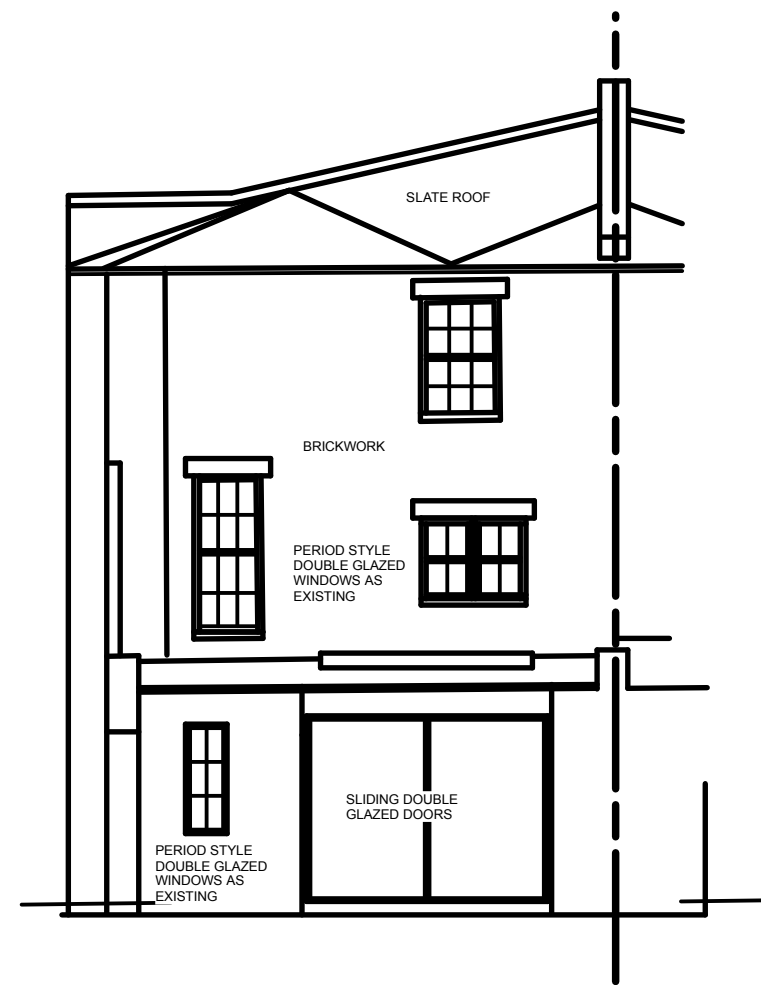 SLATE ROOF
BRICKWORK
PERIOD STYLE
DOUBLE GLAZED
WINDOWS AS
EXISTING
SLIDING DOUBLE
GLAZED DOORS
PERIOD STYLE
DOUBLE GLAZED
WINDOWS AS
EXISTING